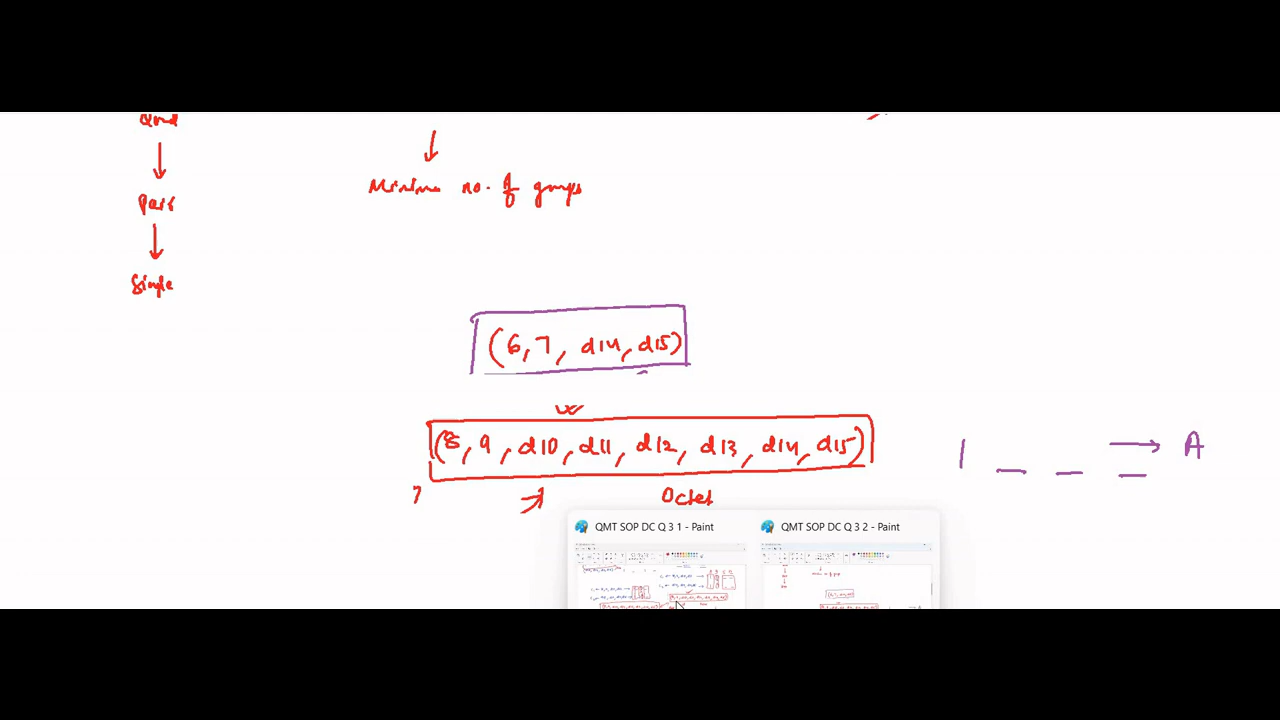 Quad
↓
Pair
↓
Single
↓
Minimum no. of groups
(6, 7, d14, d15)
(8, 9, d10, d11, d12, d13, d14, d15)
1 _ _ _ → A
Octet
QMT SOP DC Q 3 1 - Paint
QMT SOP DC Q 3 2 - Paint